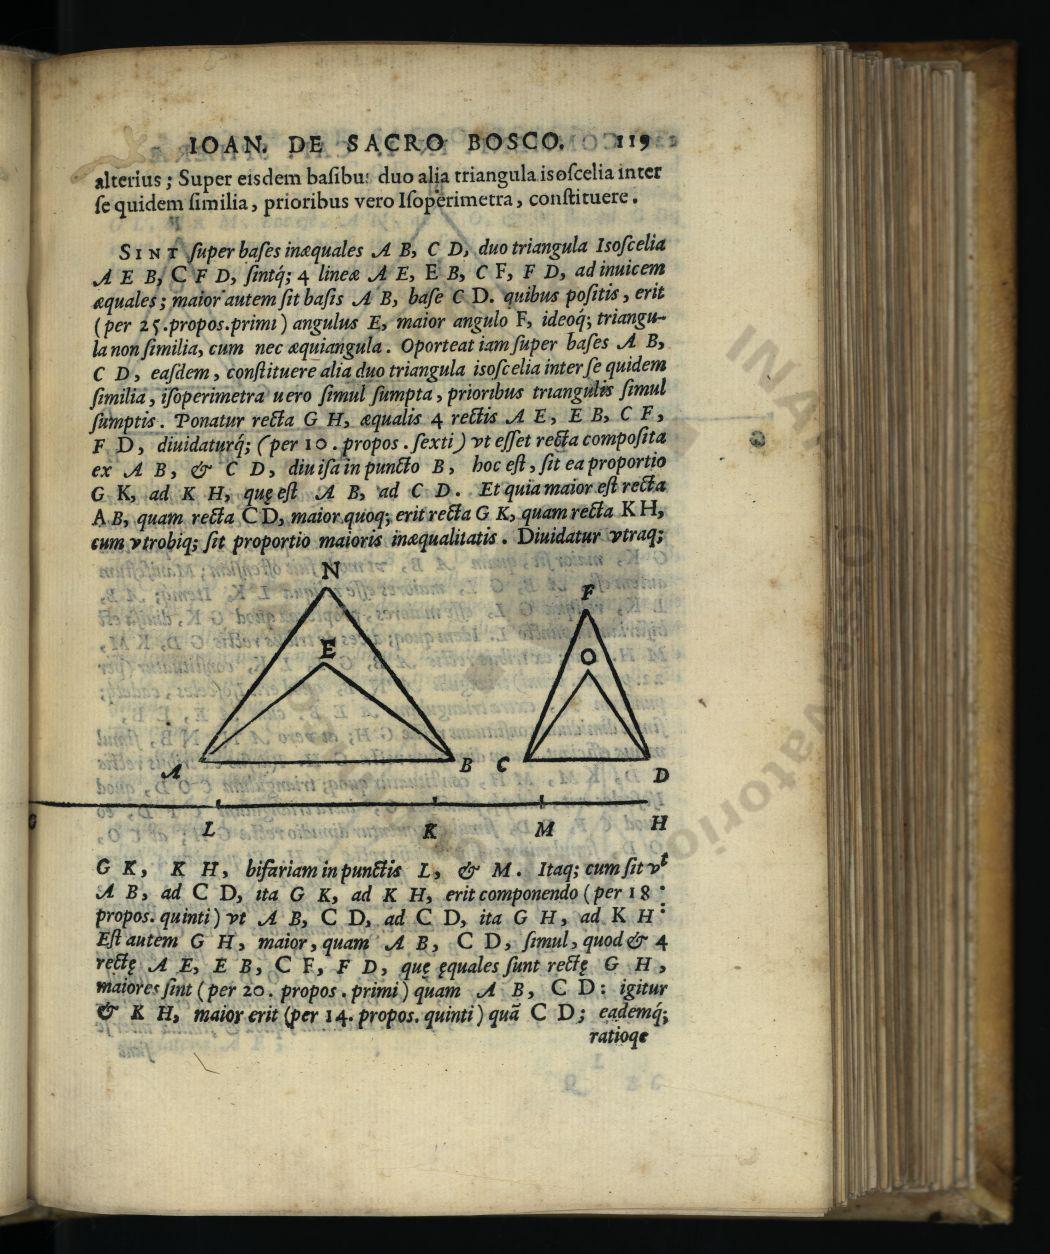 IOAN. DE SACRO BOSCO. 119
alterius; Super eisdem basibu: duo alia triangula isoscelia inter
se quidem similia, prioribus vero Isoperimetra, constituere.
SINT super bases inæquales A B, C D, duo triangula Isoscelia
A E B, C F D, sintq́; 4 lineæ A E, E B, C F, F D, ad inuicem
æquales; maior autem sit basis A B, base C D. quibus positis, erit
(per 25. propos. primi) angulus E, maior angulo F, ideoq́; triangu-
la non similia, cum nec æquiangula. Oporteat iam super bases A B,
C D, easdem, constituere alia duo triangula isoscelia inter se quidem
similia, isoperimetra uero simul sumpta, prioribus triangulis simul
sumptis. Ponatur recta G H, æqualis 4 rectis A E, E B, C F,
F D, diuidaturq́; (per 10. propos. sexti) vt esset recta composita
ex A B, & C D, diuisa in puncto B, hoc est, sit ea proportio
G K, ad K H, quę est A B, ad C D. Et quia maior est recta
A B, quam recta C D, maior quoq; erit recta G K, quam recta K H,
cum vtrobiq; sit proportio maioris inæqualitatis. Diuidatur vtraq;
N
F
E
O
A
B
C
D
G
L
K
M
H
G K, K H, bifariam in punctis L, & M. Itaq; cum sit vt
A B, ad C D, ita G K, ad K H, erit componendo (per 18.
propos. quinti) vt A B, C D, ad C D, ita G H, ad K H.
Est autem G H, maior, quam A B, C D, simul, quod & 4
rectę A E, E B, C F, F D, quę ęquales sunt rectę G H,
maiores sint (per 20. propos. primi) quam A B, C D: igitur
& K H, maior erit (per 14. propos. quinti) quā C D; eademq́;
ratioqe